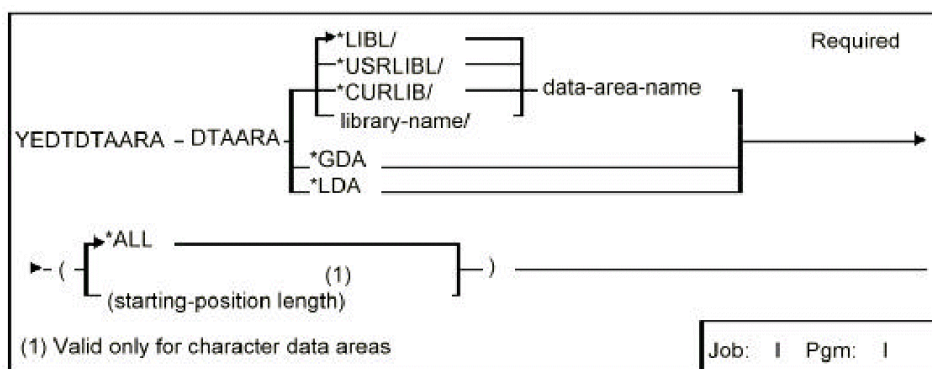 *LIBL/
Required
*USRLIBL/
*CURLIB/
data-area-name
library-name/
YEDTDTAARA – DTAARA
*GDA
*LDA
*ALL
( )
(1)
(starting-position length)
(1) Valid only for character data areas
Job: I Pgm: I